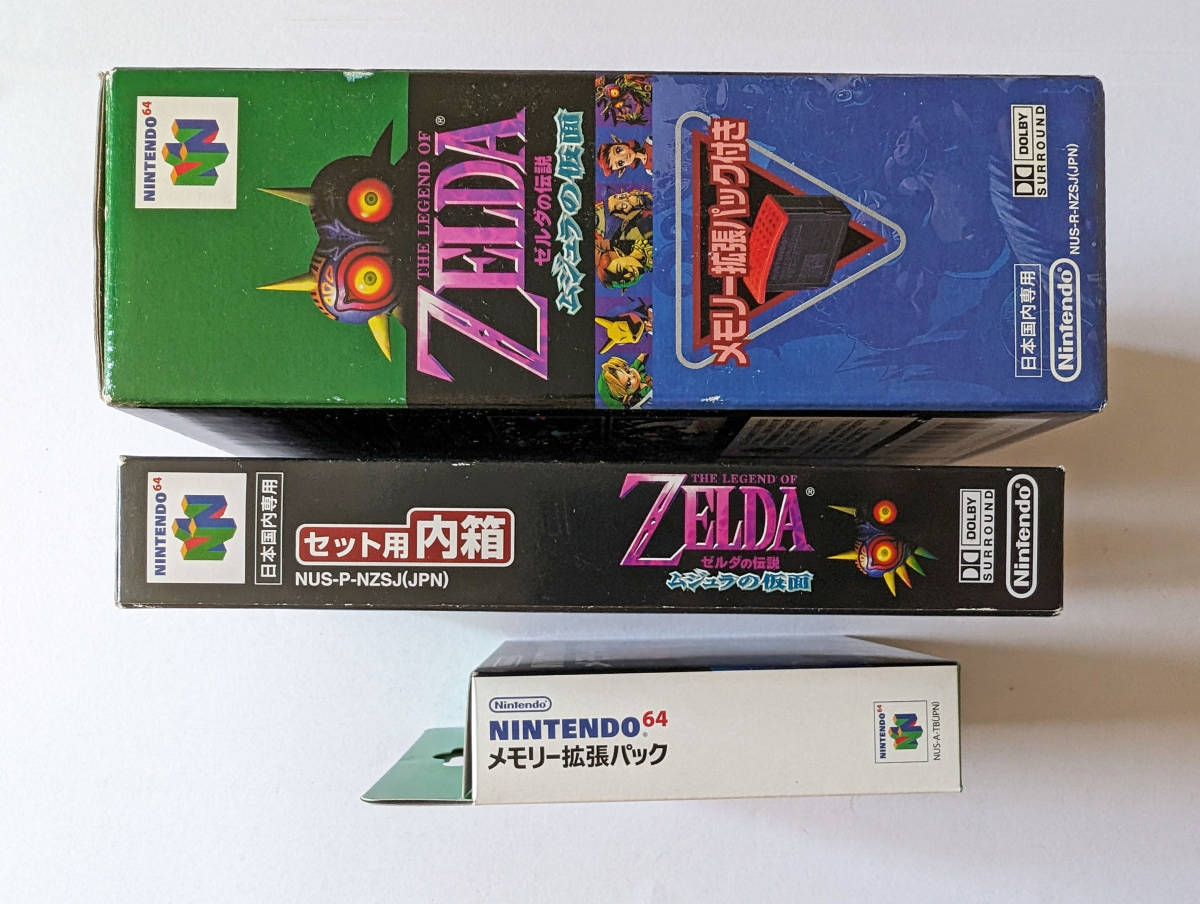 NINTENDO64
THE LEGEND OF
ZELDA®
ゼルダの伝説
ムジュラの仮面
メモリー拡張パック付き
DOLBY
SURROUND
日本国内専用
NUS-R-NZSJ(JPN)
Nintendo®
NINTENDO64
日本国内専用
セット用内箱
NUS-P-NZSJ(JPN)
THE LEGEND OF
ZELDA®
ゼルダの伝説
ムジュラの仮面
DOLBY
SURROUND
Nintendo®
Nintendo
NINTENDO®64
メモリー拡張パック
NINTENDO64
NUS-A-TB(JPN)